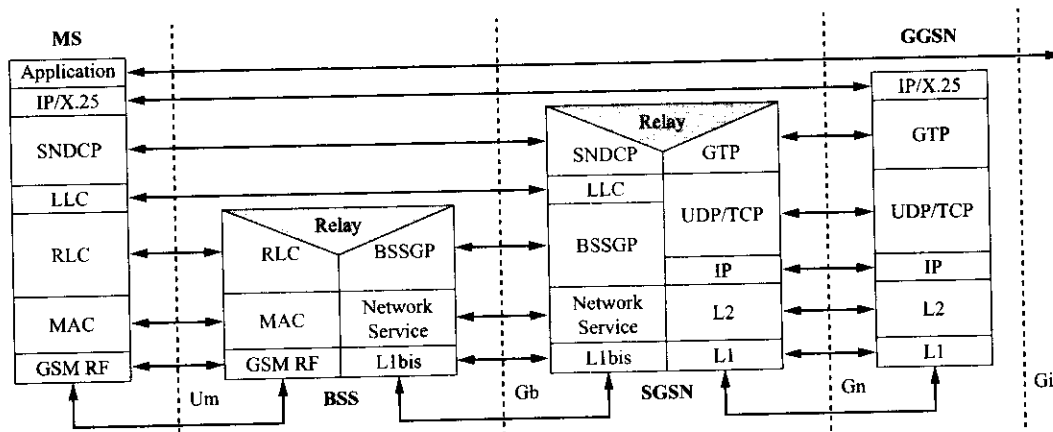 MS
GGSN
Application
IP/X.25
IP/X.25
Relay
SNDCP
SNDCP
GTP
GTP
LLC
LLC
UDP/TCP
UDP/TCP
Relay
RLC
RLC
BSSGP
BSSGP
IP
IP
MAC
MAC
Network
Service
Network
Service
L2
L2
GSM RF
GSM RF
L1bis
L1bis
L1
L1
Um
BSS
Gb
SGSN
Gn
Gi